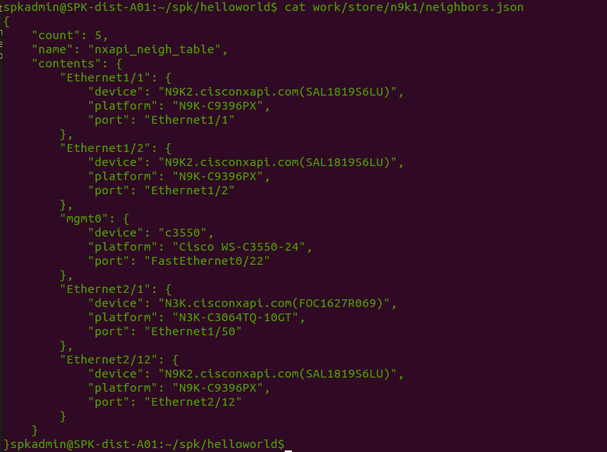 spkadmin@SPK-dist-A01:~/spk/helloworld$ cat work/store/n9k1/neighbors.json
{
    "count": 5,
    "name": "nxapi_neigh_table",
    "contents": {
        "Ethernet1/1": {
            "device": "N9K2.cisconxapi.com(SAL1819S6LU)",
            "platform": "N9K-C9396PX",
            "port": "Ethernet1/1"
        },
        "Ethernet1/2": {
            "device": "N9K2.cisconxapi.com(SAL1819S6LU)",
            "platform": "N9K-C9396PX",
            "port": "Ethernet1/2"
        },
        "mgmt0": {
            "device": "c3550",
            "platform": "Cisco WS-C3550-24",
            "port": "FastEthernet0/22"
        },
        "Ethernet2/1": {
            "device": "N3K.cisconxapi.com(FOC1627R069)",
            "platform": "N3K-C3064TQ-10GT",
            "port": "Ethernet1/50"
        },
        "Ethernet2/12": {
            "device": "N9K2.cisconxapi.com(SAL1819S6LU)",
            "platform": "N9K-C9396PX",
            "port": "Ethernet2/12"
        }
    }
}spkadmin@SPK-dist-A01:~/spk/helloworld$